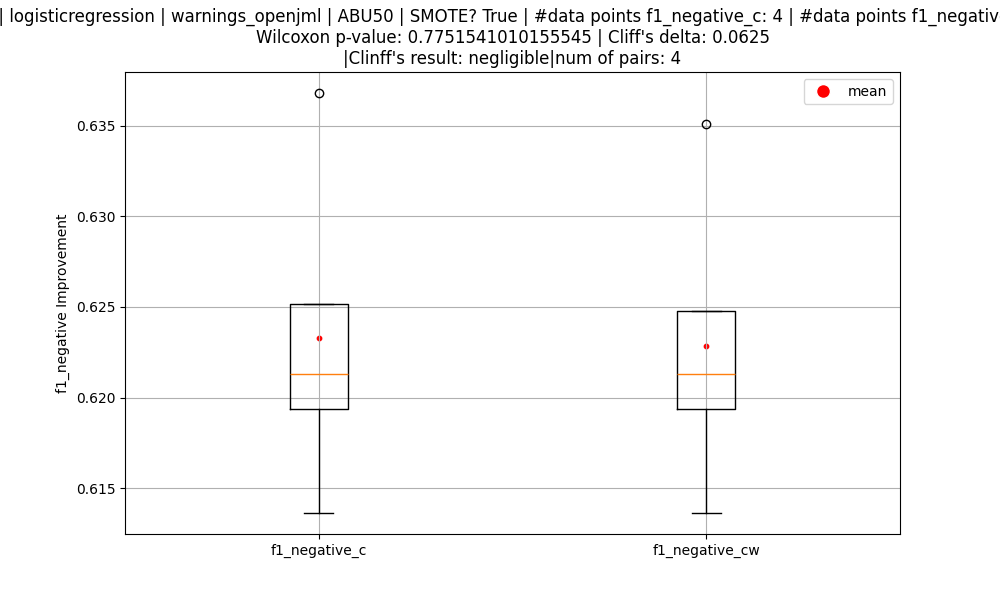 | logisticregression | warnings_openjml | ABU50 | SMOTE? True | #data points f1_negative_c: 4 | #data points f1_negativ
Wilcoxon p-value: 0.7751541010155545 | Cliff's delta: 0.0625
|Clinff's result: negligible|num of pairs: 4
mean
0.635
0.630
0.625
0.620
0.615
f1_negative Improvement
f1_negative_c
f1_negative_cw